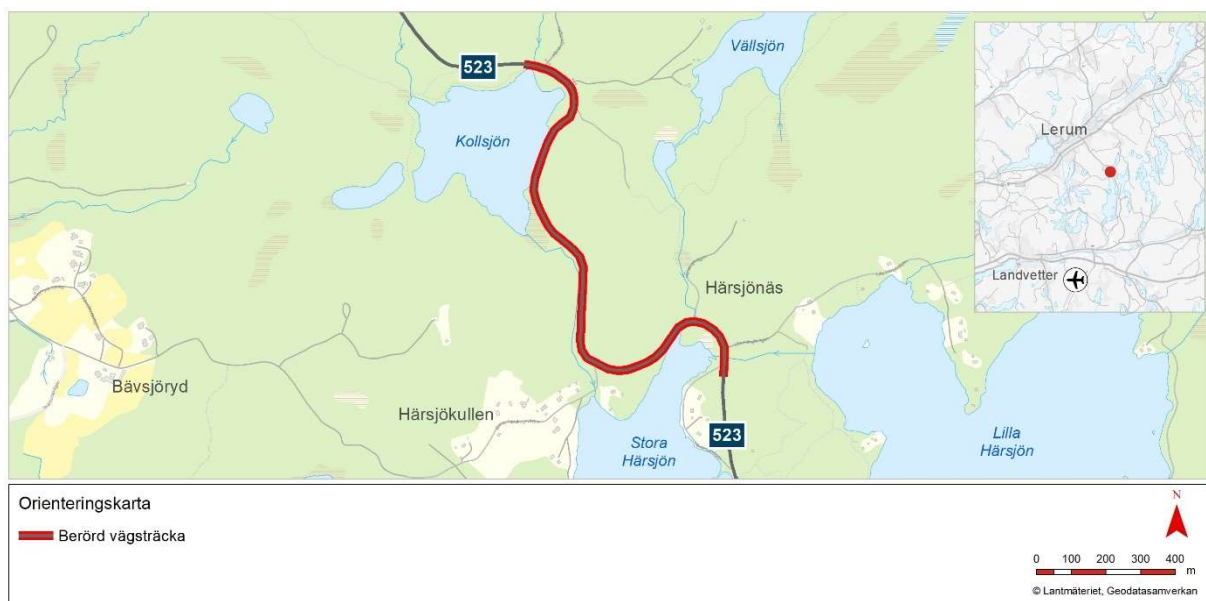 523
Kollsjön
Vällsjön
Lerum
Landvetter
Härsjönäs
Bävsjöryd
Härsjökullen
Stora
Härsjön
523
Lilla
Härsjön
Orienteringskarta
Berörd vägsträcka
N
0 100 200 300 400
m
© Lantmäteriet, Geodatasamverkan